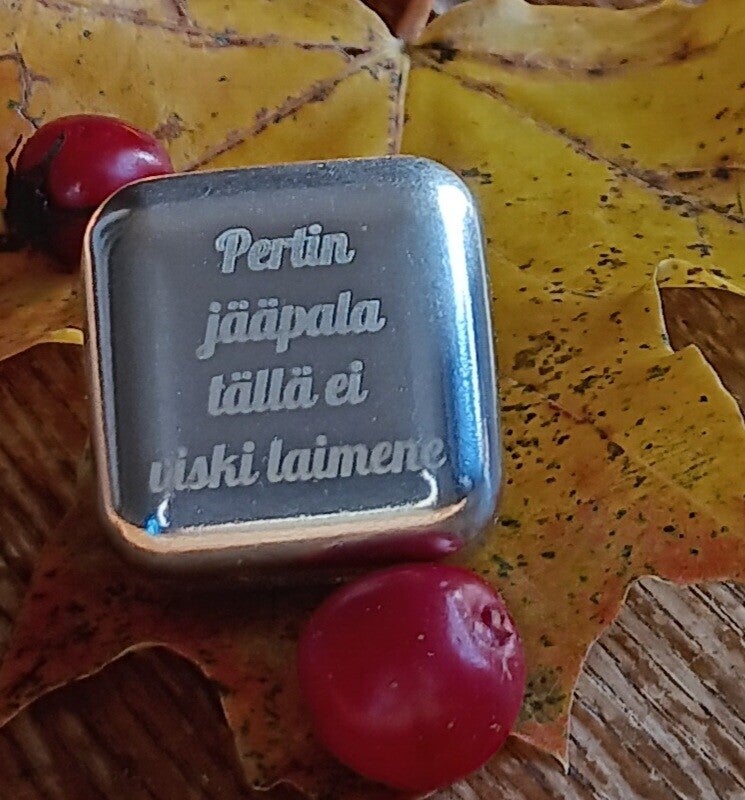 Pertin
jääpala
tällä ei
viski laimene